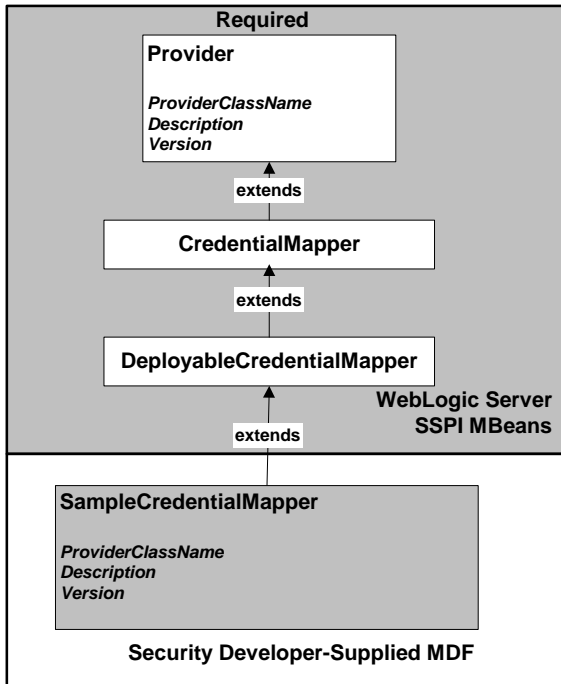 Required
Provider
ProviderClassName
Description
Version
extends
CredentialMapper
extends
DeployableCredentialMapper
WebLogic Server
SSPI MBeans
extends
SampleCredentialMapper
ProviderClassName
Description
Version
Security Developer-Supplied MDF